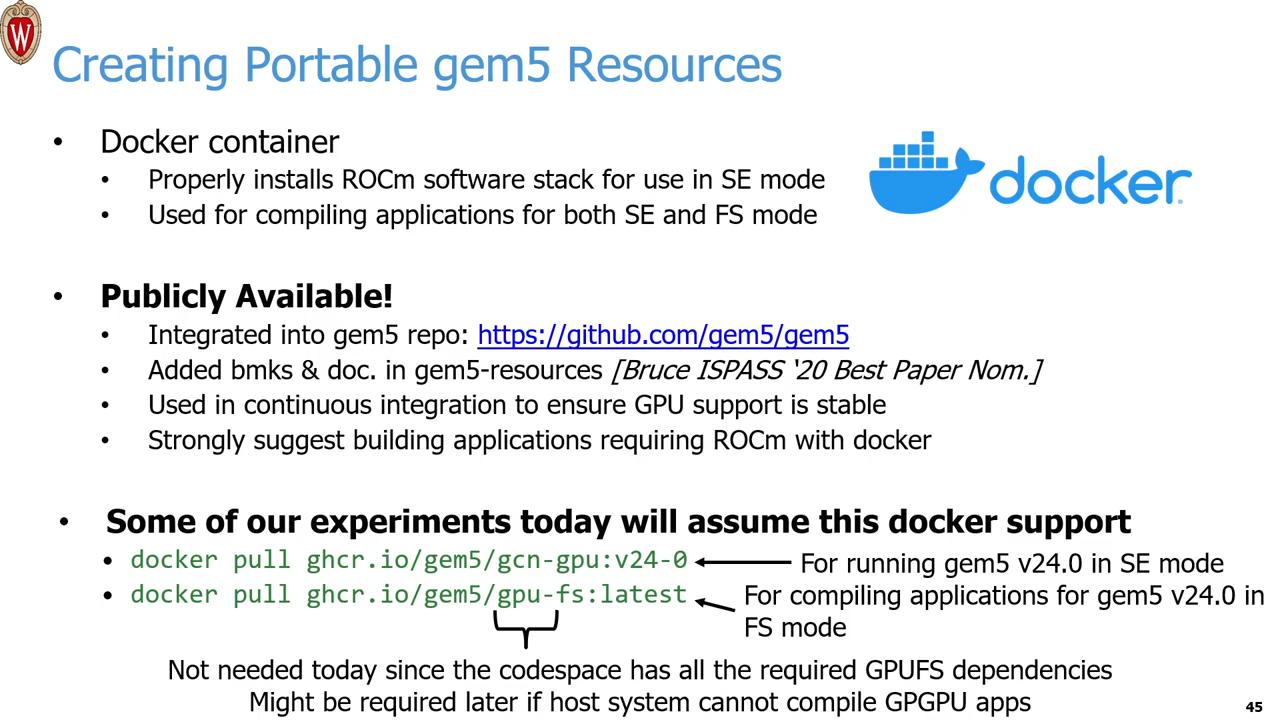 W
Creating Portable gem5 Resources
• Docker container
• Properly installs ROCm software stack for use in SE mode
• Used for compiling applications for both SE and FS mode
docker
• Publicly Available!
• Integrated into gem5 repo: https://github.com/gem5/gem5
• Added bmks & doc. in gem5-resources [Bruce ISPASS ‘20 Best Paper Nom.]
• Used in continuous integration to ensure GPU support is stable
• Strongly suggest building applications requiring ROCm with docker
• Some of our experiments today will assume this docker support
• docker pull ghcr.io/gem5/gcn-gpu:v24-0
For running gem5 v24.0 in SE mode
• docker pull ghcr.io/gem5/gpu-fs:latest
For compiling applications for gem5 v24.0 in
FS mode
Not needed today since the codespace has all the required GPUFS dependencies
Might be required later if host system cannot compile GPGPU apps
45